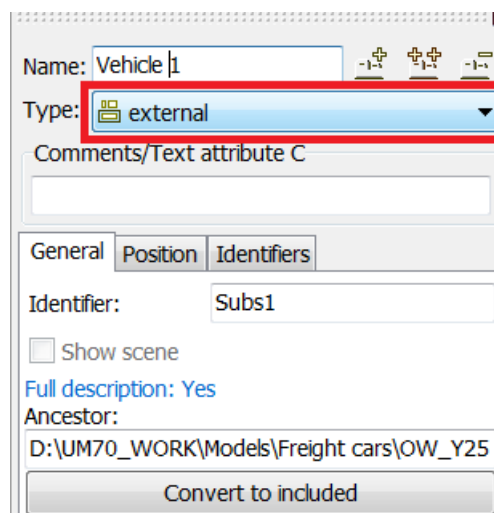 Name: Vehicle 1
Type: external
Comments/Text attribute C
General Position Identifiers
Identifier: Subs1
Show scene
Full description: Yes
Ancestor:
D:\UM70_WORK\Models\Freight cars\OW_Y25
Convert to included